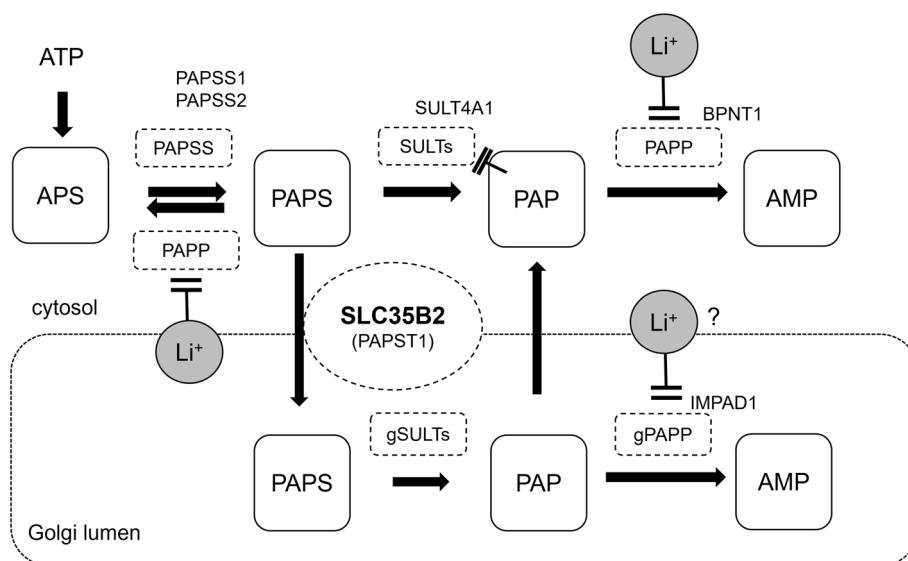 Li⁺
ATP
PAPSS1
PAPSS2
SULT4A1
BPNT1
PAPSS
SULTs
PAPP
APS
PAPS
PAP
AMP
PAPP
cytosol
SLC35B2
(PAPST1)
Li⁺
Li⁺
?
IMPAD1
gSULTs
gPAPP
PAPS
PAP
AMP
Golgi lumen